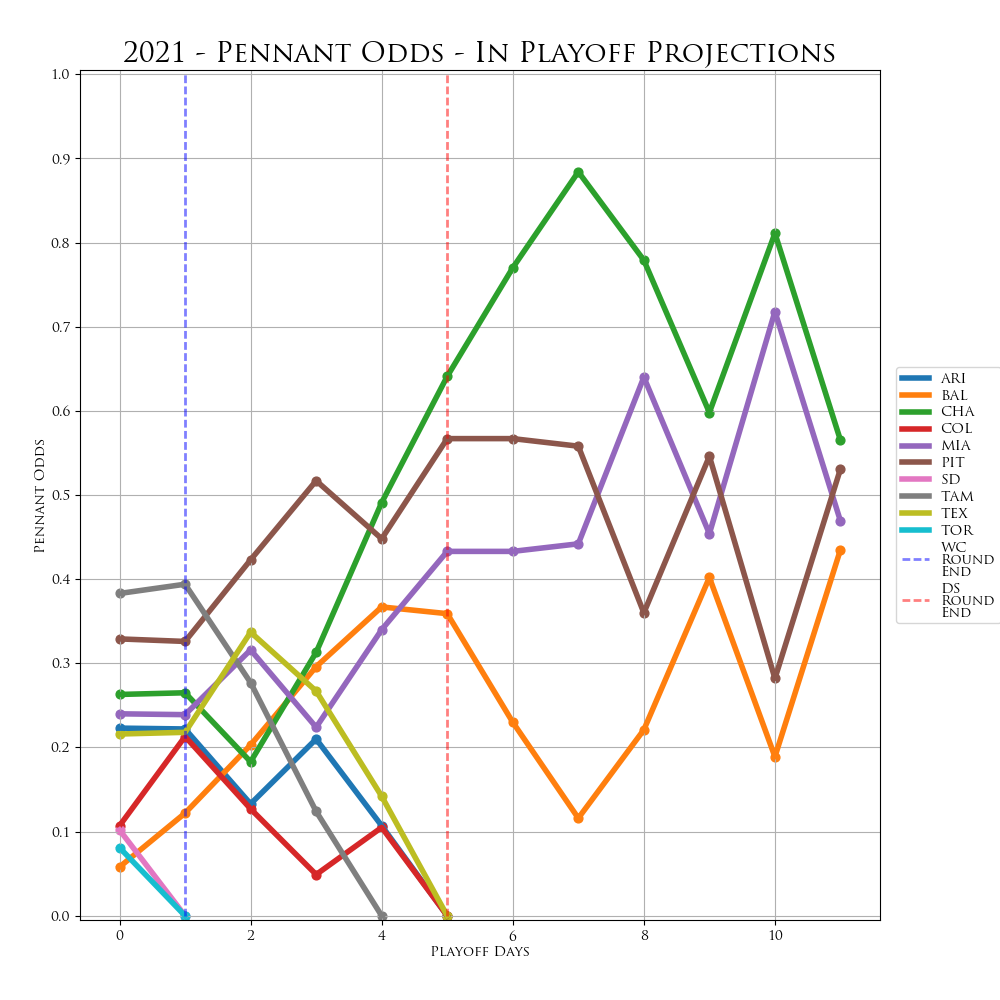 2021 - Pennant Odds - In Playoff Projections
1.0
0.9
0.8
0.7
0.6
0.5
0.4
0.3
0.2
0.1
0.0
Pennant Odds
0 2 4 6 8 10
Playoff Days
ARI
BAL
CHA
COL
MIA
PIT
SD
TAM
TEX
TOR
WC
Round
End
DS
Round
End